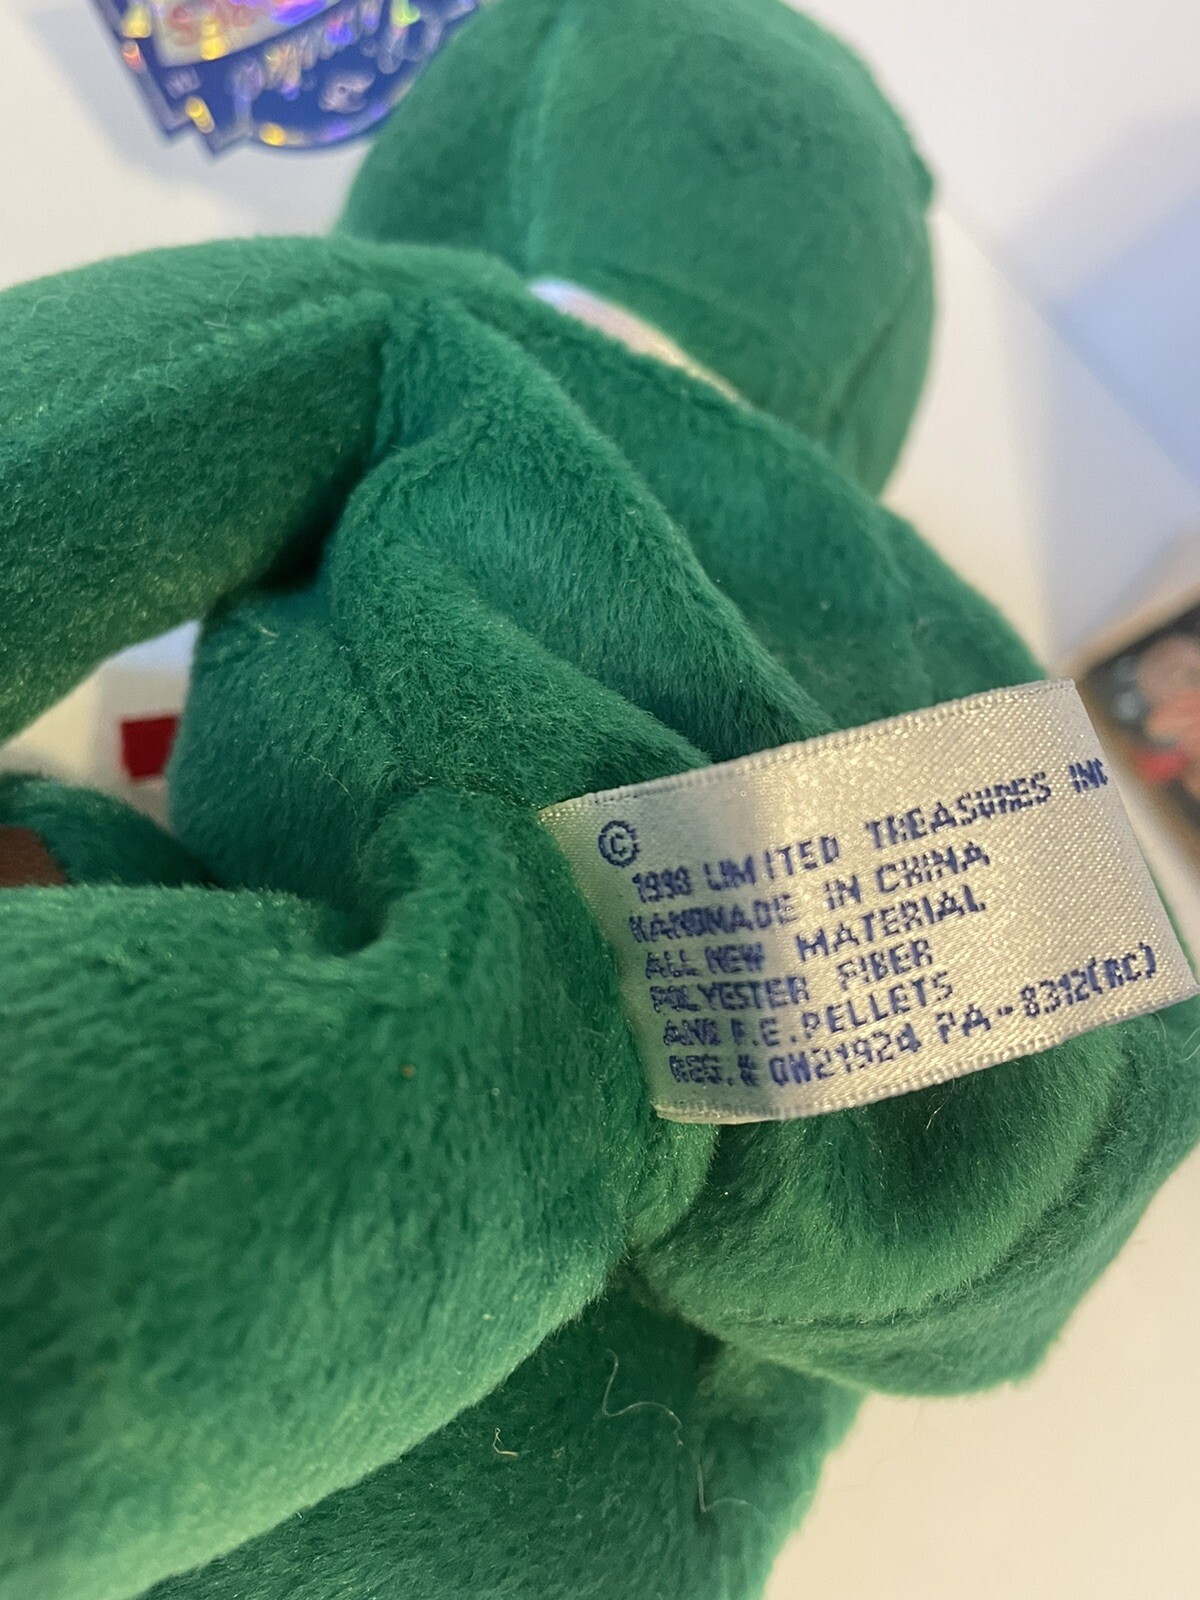 ©
1998 LIMITED TREASURES INC
HANDMADE IN CHINA
ALL NEW MATERIAL
POLYESTER FIBER
AND P.E. PELLETS
REG.# OH21924 PA-8312(RC)